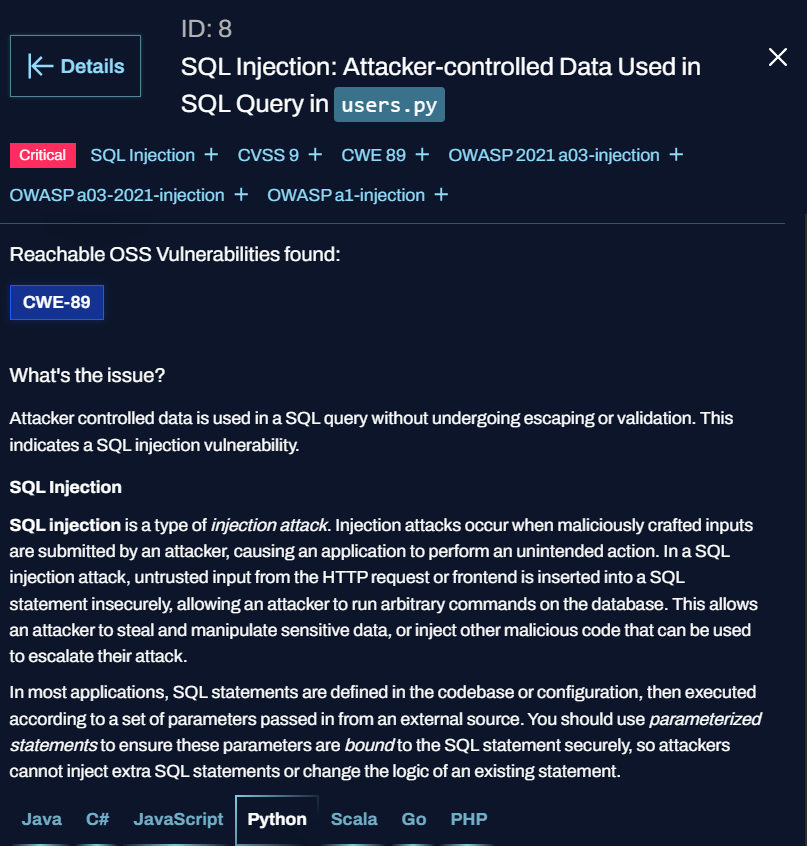 ID: 8
Details
SQL Injection: Attacker-controlled Data Used in
SQL Query in users.py
Critical SQL Injection + CVSS 9 + CWE 89 + OWASP 2021 a03-injection +
OWASP a03-2021-injection + OWASP a1-injection +
Reachable OSS Vulnerabilities found:
CWE-89
What's the issue?
Attacker controlled data is used in a SQL query without undergoing escaping or validation. This
indicates a SQL injection vulnerability.
SQL Injection
SQL injection is a type of injection attack. Injection attacks occur when maliciously crafted inputs
are submitted by an attacker, causing an application to perform an unintended action. In a SQL
injection attack, untrusted input from the HTTP request or frontend is inserted into a SQL
statement insecurely, allowing an attacker to run arbitrary commands on the database. This allows
an attacker to steal and manipulate sensitive data, or inject other malicious code that can be used
to escalate their attack.
In most applications, SQL statements are defined in the codebase or configuration, then executed
according to a set of parameters passed in from an external source. You should use parameterized
statements to ensure these parameters are bound to the SQL statement securely, so attackers
cannot inject extra SQL statements or change the logic of an existing statement.
Java C# JavaScript Python Scala Go PHP